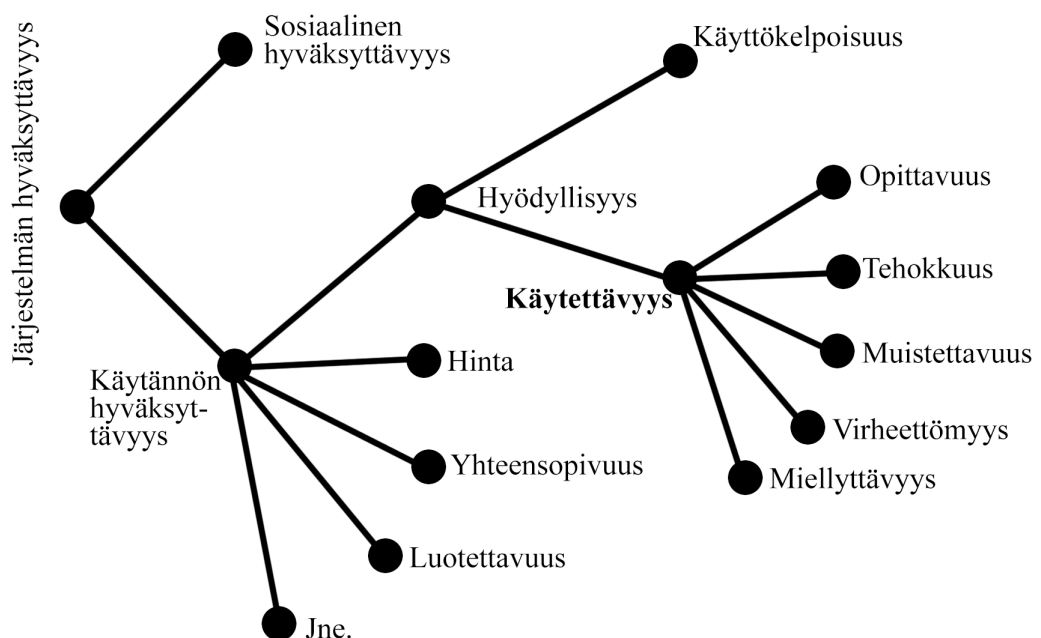 Järjestelmän hyväksyttävyys
Sosiaalinen
hyväksyttävyys
Käyttökelpoisuus
Opittavuus
Hyödyllisyys
Tehokkuus
Käytettävyys
Muistettavuus
Hinta
Käytännön
hyväksyt-
tävyys
Virheettömyys
Yhteensopivuus
Miellyttävyys
Luotettavuus
Jne.